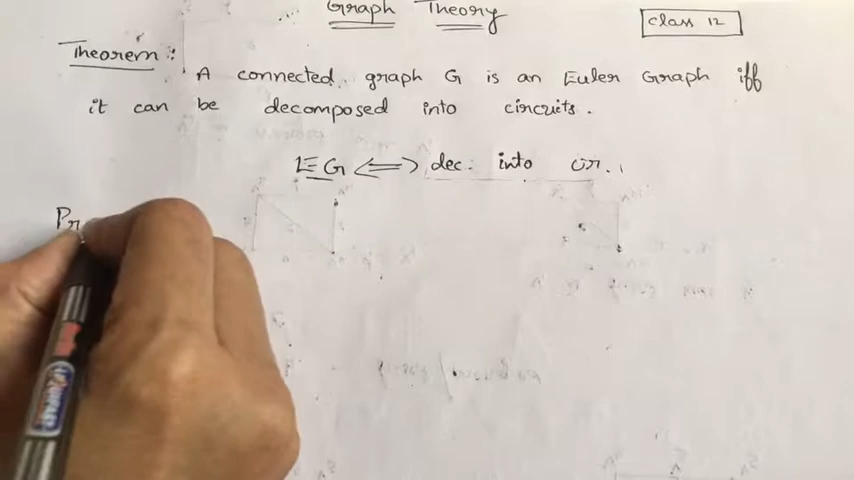 Graph Theory
Class 12
Theorem:
A connected graph G is an Euler Graph iff
it can be decomposed into circuits.
EG <=> dec. into cir.
Pr